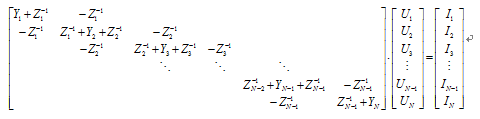 Y₁+Z₁⁻¹ −Z₁⁻¹ U₁ I₁
−Z₁⁻¹ Z₁⁻¹+Y₂+Z₂⁻¹ −Z₂⁻¹ U₂ I₂
−Z₂⁻¹ Z₂⁻¹+Y₃+Z₃⁻¹ −Z₃⁻¹ · U₃ = I₃
⋱ ⋱ ⋱ ⋮ ⋮
Z_{N−2}⁻¹+Y_{N−1}+Z_{N−1}⁻¹ −Z_{N−1}⁻¹ U_{N−1} I_{N−1}
−Z_{N−1}⁻¹ Z_{N−1}⁻¹+Y_N U_N I_N